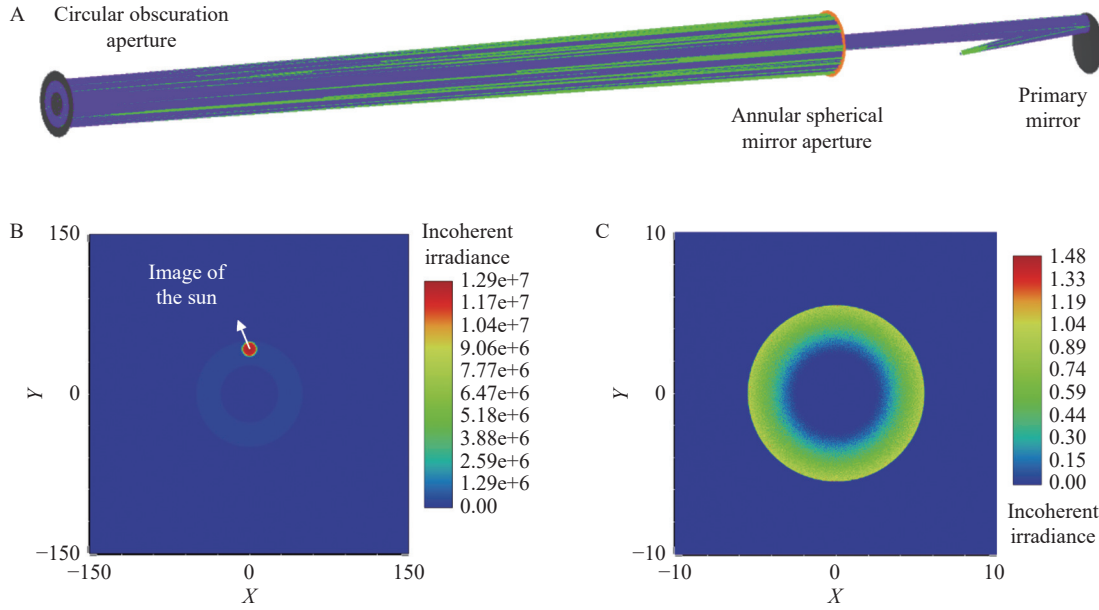 A
Circular obscuration
aperture
Annular spherical
mirror aperture
Primary
mirror
B
150
0
−150
Y
−150
0
150
X
Image of
the sun
Incoherent
irradiance
1.29e+7
1.17e+7
1.04e+7
9.06e+6
7.77e+6
6.47e+6
5.18e+6
3.88e+6
2.59e+6
1.29e+6
0.00
C
10
0
−10
Y
−10
0
10
X
1.48
1.33
1.19
1.04
0.89
0.74
0.59
0.44
0.30
0.15
0.00
Incoherent
irradiance